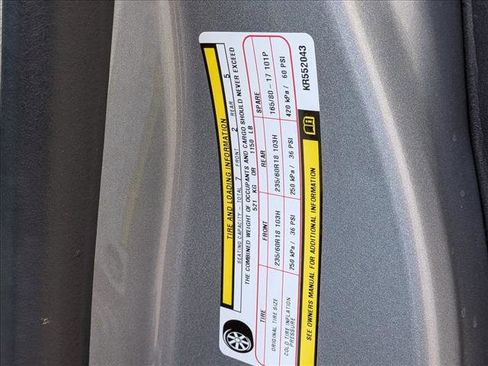 TIRE AND LOADING INFORMATION
SEATING CAPACITY - TOTAL 7 FRONT 2 REAR 5
THE COMBINED WEIGHT OF OCCUPANTS AND CARGO SHOULD NEVER EXCEED
521 KG OR 1150 LB
TIRE FRONT REAR SPARE
ORIGINAL TIRE SIZE 235/60R18 103H 235/60R18 103H 165/80-17 101P
COLD TIRE INFLATION PRESSURE 250 kPa / 36 PSI 250 kPa / 36 PSI 420 kPa / 60 PSI
SEE OWNERS MANUAL FOR ADDITIONAL INFORMATION
KR552043